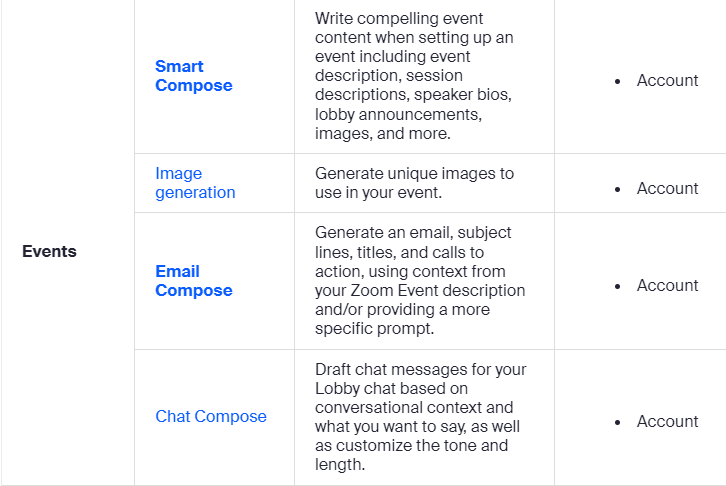 Events
Smart
Compose
Write compelling event
content when setting up an
event including event
description, session
descriptions, speaker bios,
lobby announcements,
images, and more.
• Account
Image
generation
Generate unique images to
use in your event.
• Account
Email
Compose
Generate an email, subject
lines, titles, and calls to
action, using context from
your Zoom Event description
and/or providing a more
specific prompt.
• Account
Chat Compose
Draft chat messages for your
Lobby chat based on
conversational context and
what you want to say, as well
as customize the tone and
length.
• Account